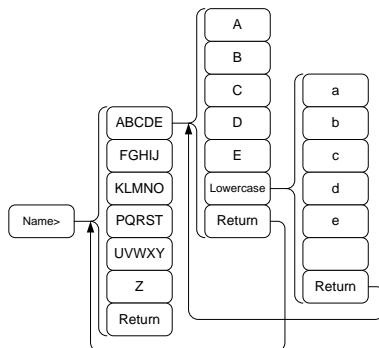 Name>
ABCDE
FGHIJ
KLMNO
PQRST
UVWXY
Z
Return
A
B
C
D
E
Lowercase
Return
a
b
c
d
e
Return